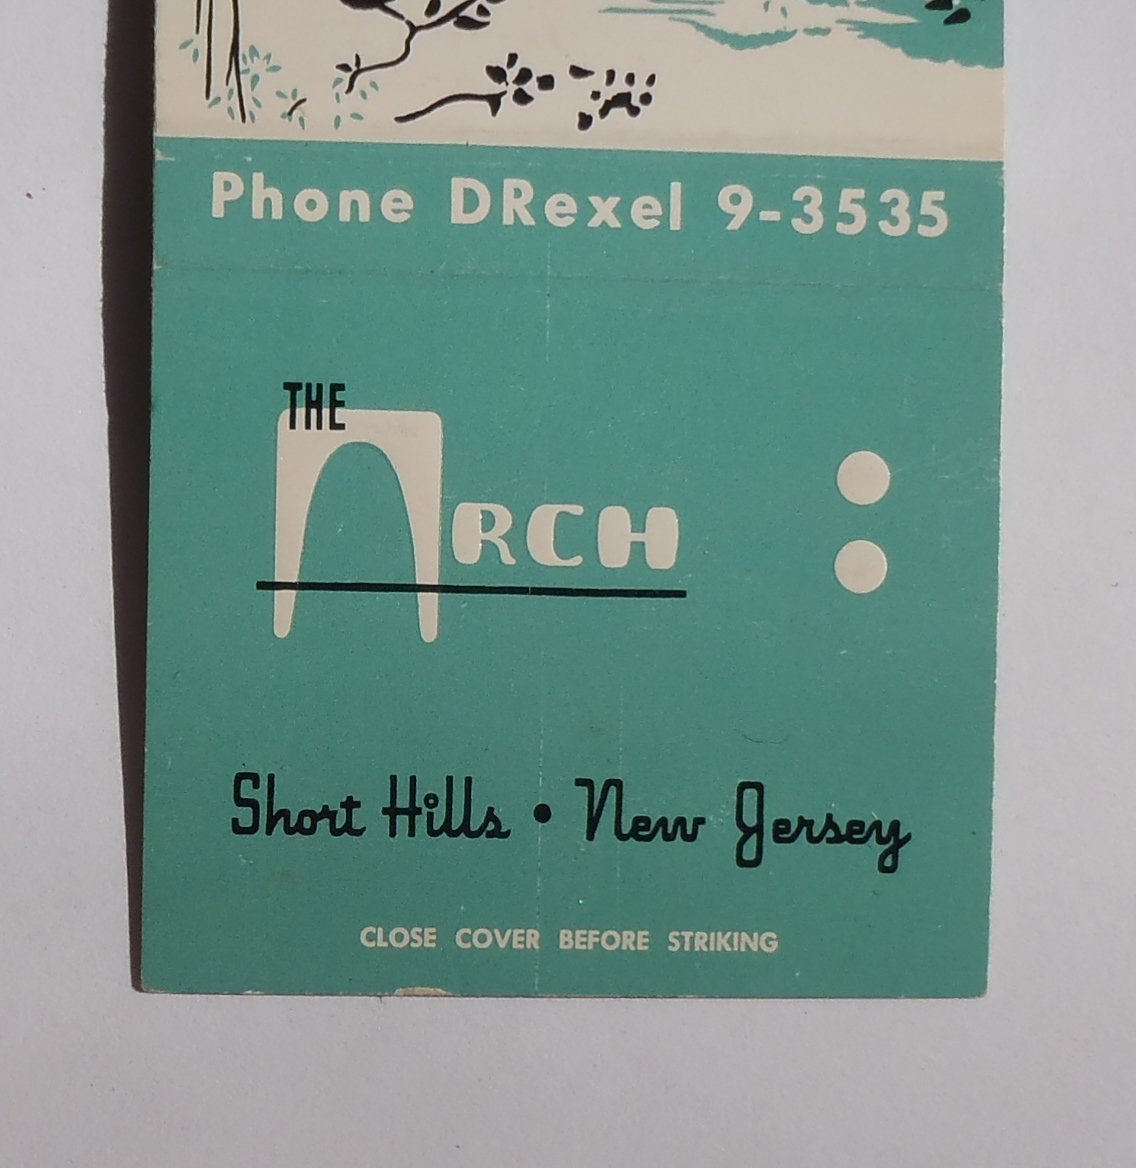 Phone DRexel 9-3535
THE
ARCH
Short Hills • New Jersey
CLOSE COVER BEFORE STRIKING